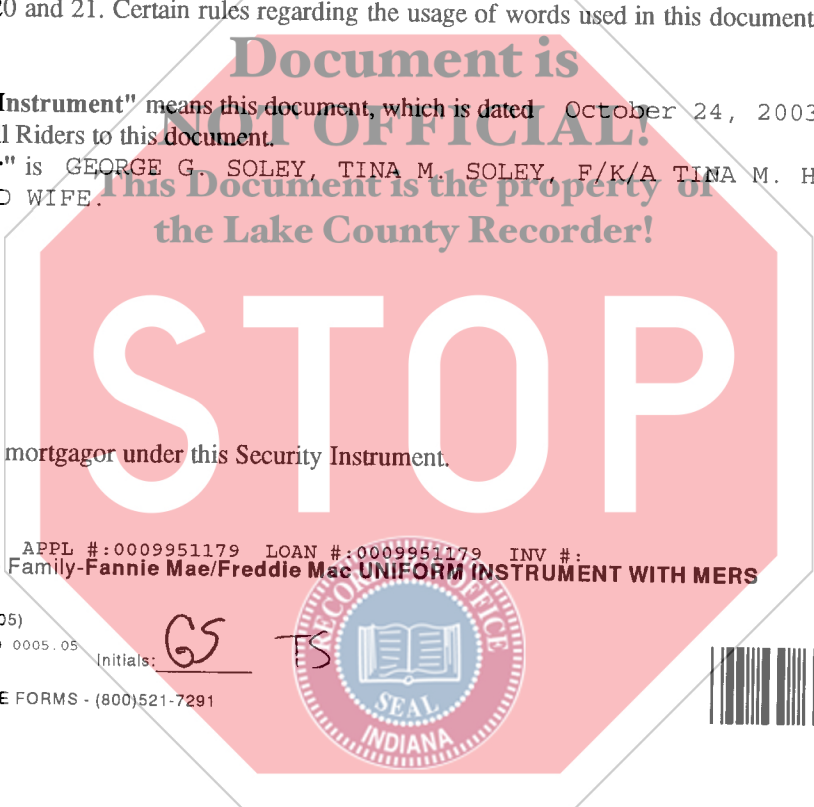 20 and 21. Certain rules regarding the usage of words used in this document
Document is
Instrument" means this document, which is dated October 24, 2003
NOT OFFICIAL!
l Riders to this document.
" is GEORGE G. SOLEY, TINA M. SOLEY, F/K/A TINA M. H
This Document is the property of
D WIFE.
the Lake County Recorder!
STOP
mortgagor under this Security Instrument.
APPL #:0009951179 LOAN #:0009951179 INV #:
Family-Fannie Mae/Freddie Mac UNIFORM INSTRUMENT WITH MERS
05)
0005.05
Initials: GS TS
E FORMS - (800)521-7291
RECORDER OFFICE
SEAL
INDIANA